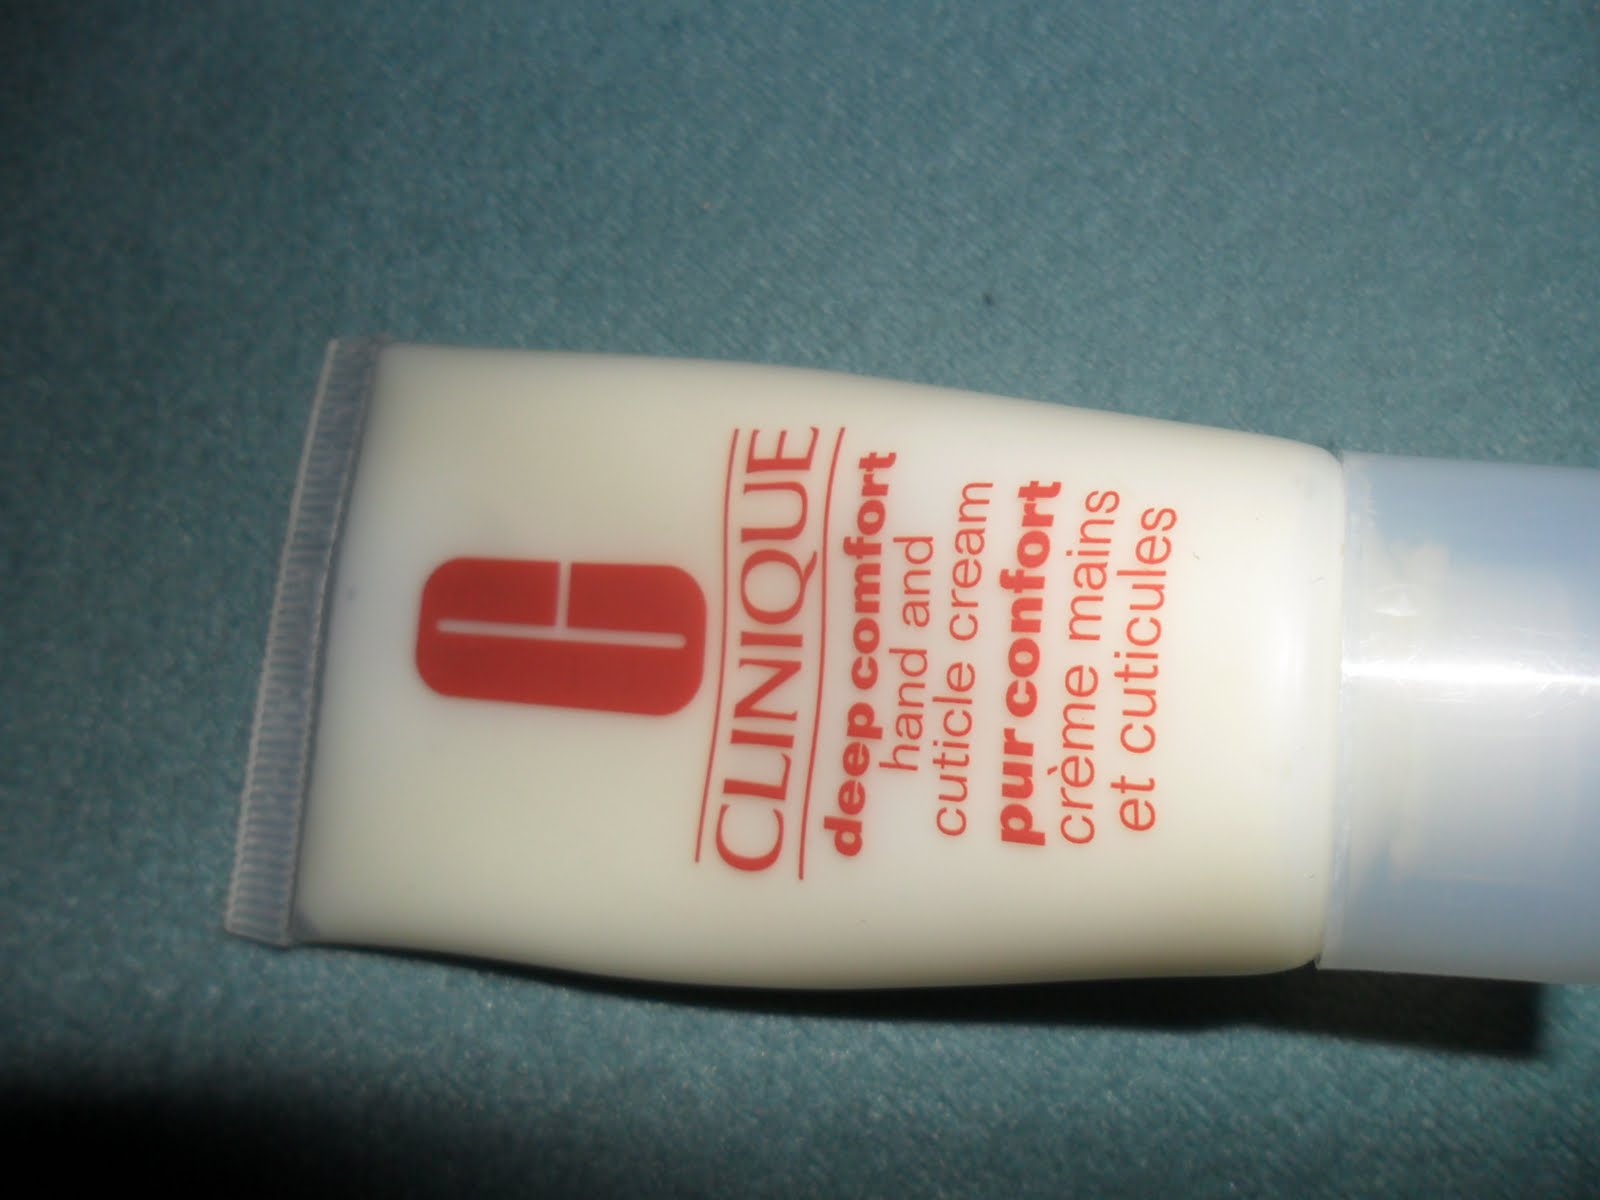 CLINIQUE
deep comfort
hand and
cuticle cream
pur confort
crème mains
et cuticules